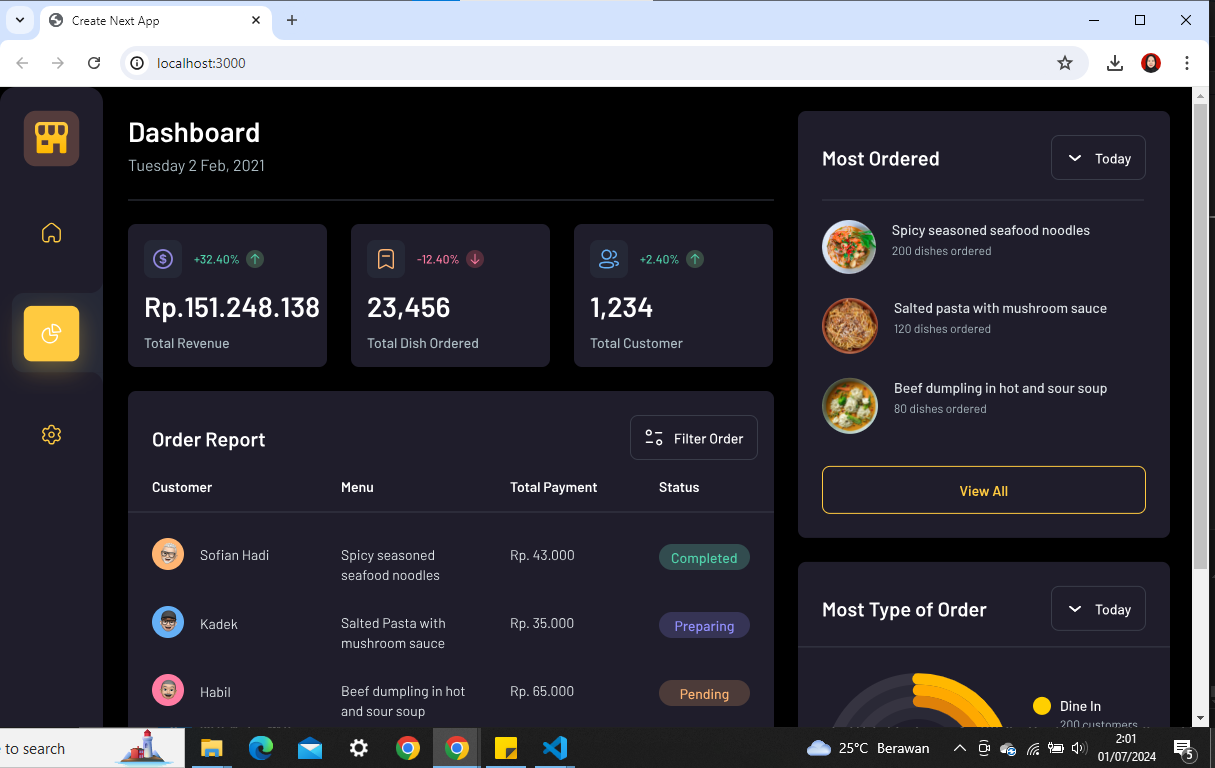 Create Next App
localhost:3000
Dashboard
Tuesday 2 Feb, 2021
+32.40%
Rp.151.248.138
Total Revenue
-12.40%
23,456
Total Dish Ordered
+2.40%
1,234
Total Customer
Order Report
Filter Order
Customer Menu Total Payment Status
Sofian Hadi Spicy seasoned Rp. 43.000 Completed
seafood noodles
Kadek Salted Pasta with Rp. 35.000 Preparing
mushroom sauce
Habil Beef dumpling in hot Rp. 65.000 Pending
and sour soup
Most Ordered
Today
Spicy seasoned seafood noodles
200 dishes ordered
Salted pasta with mushroom sauce
120 dishes ordered
Beef dumpling in hot and sour soup
80 dishes ordered
View All
Most Type of Order
Today
Dine In
200 customers
to search
25°C Berawan
2:01
01/07/2024
5